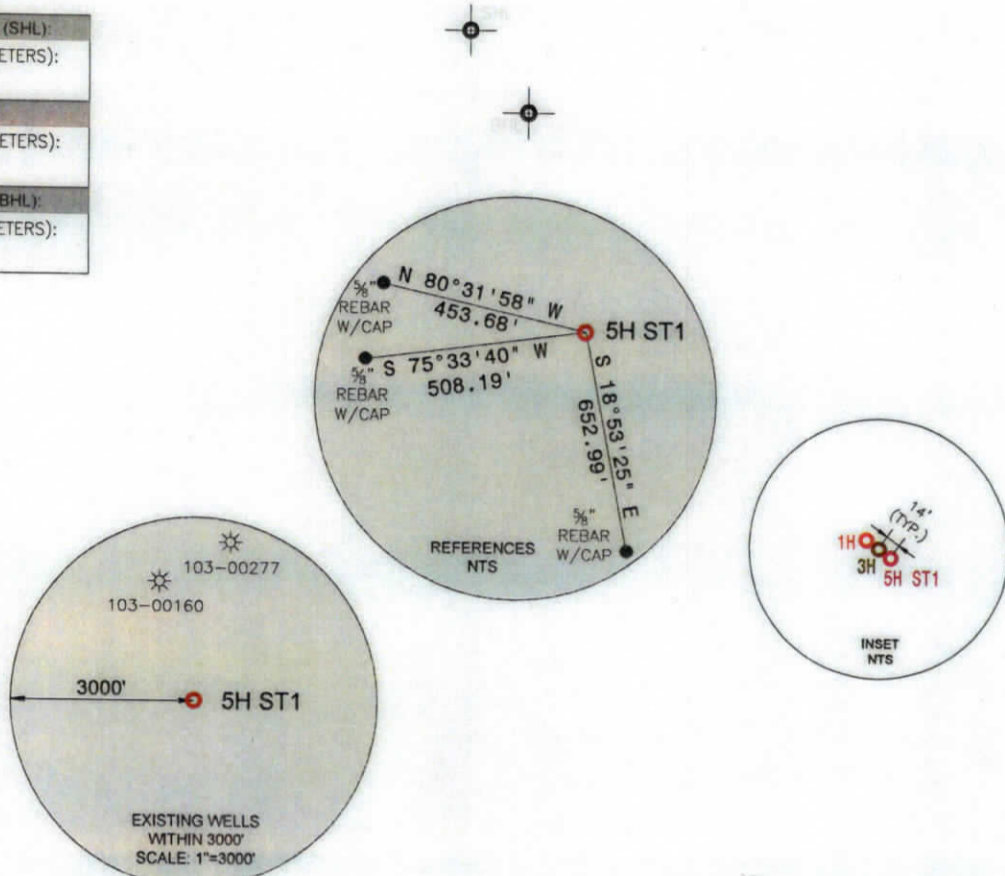 (SHL):
ETERS):
ETERS):
BHL):
ETERS):
N 80°31'58" W
453.68'
5/8"
REBAR
W/CAP
5H ST1
S 75°33'40" W
508.19'
5/8"
REBAR
W/CAP
S 18°53'25" E
652.99'
5/8"
REBAR
W/CAP
REFERENCES
NTS
14'
(TYP.)
1H
3H
5H ST1
INSET
NTS
103-00277
103-00160
3000'
5H ST1
EXISTING WELLS
WITHIN 3000'
SCALE: 1"=3000'